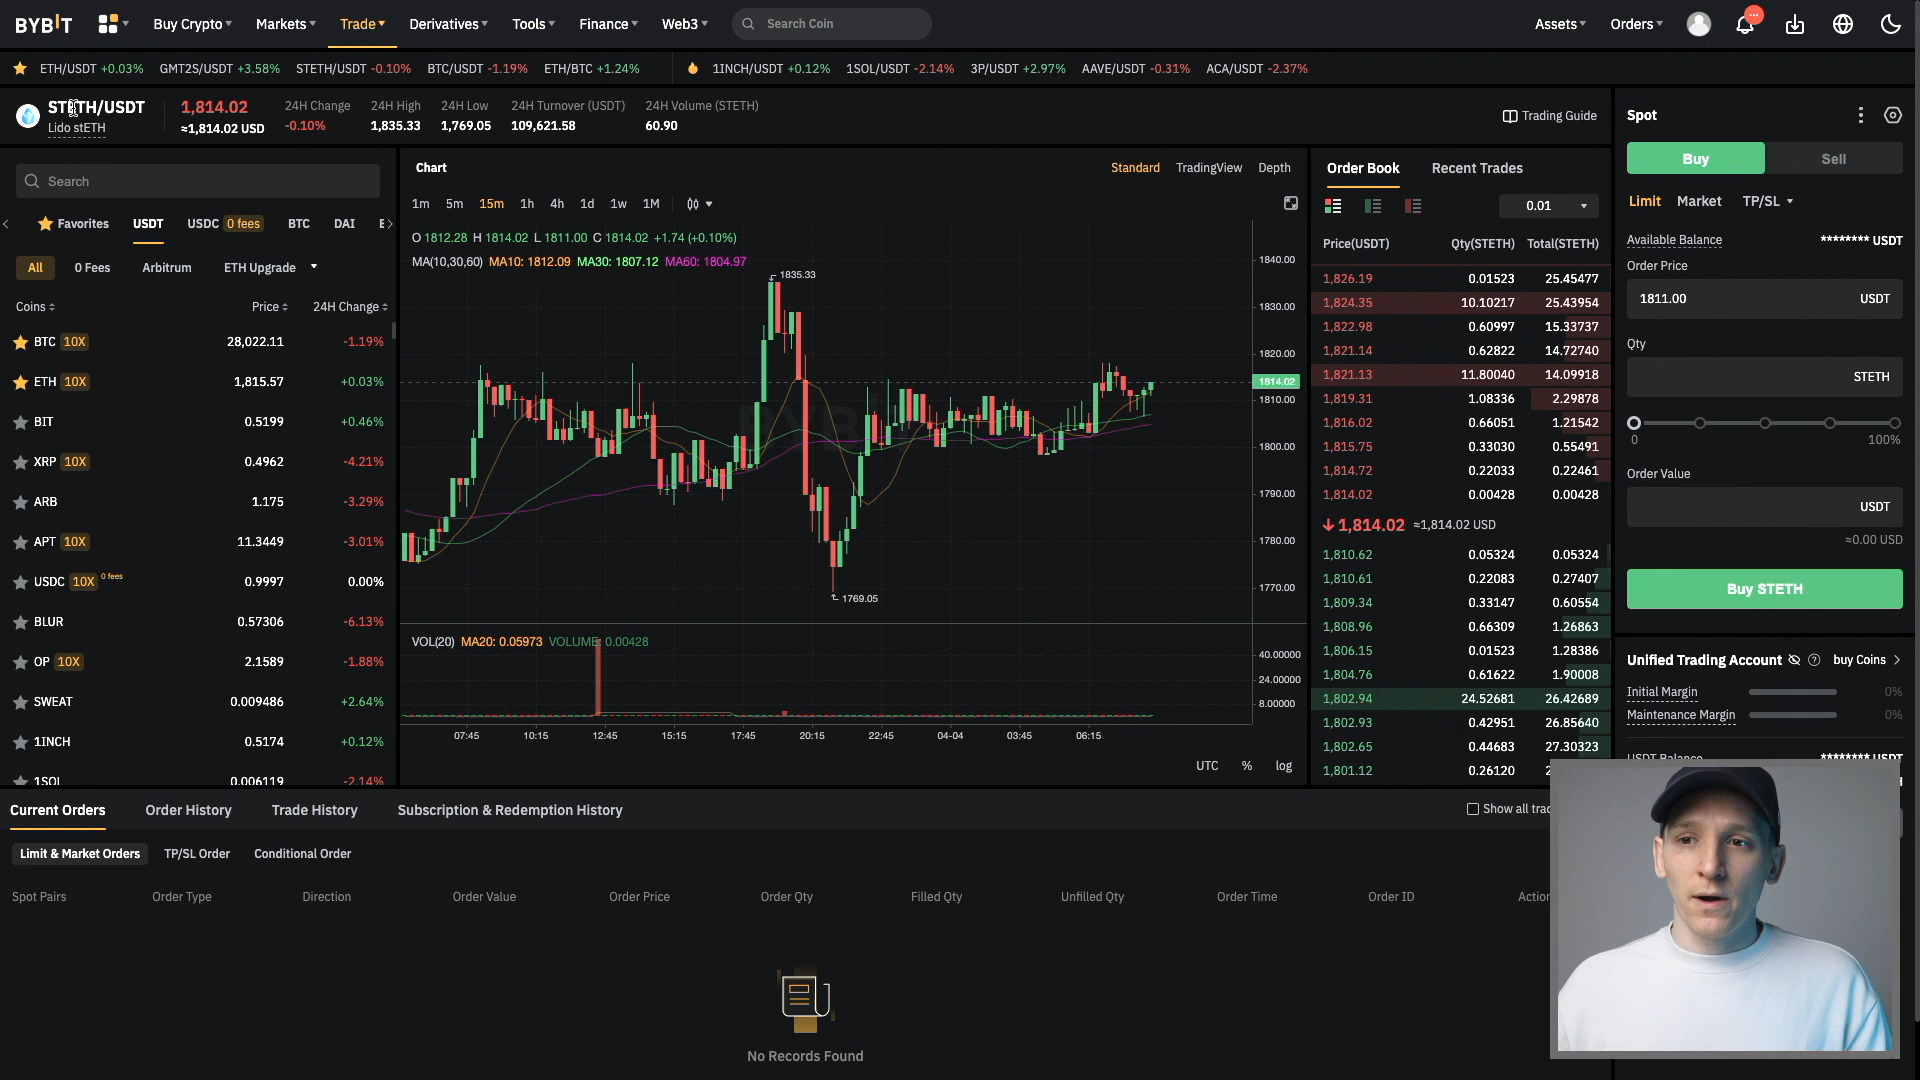 BYBIT Buy Crypto Markets Trade Derivatives Tools Finance Web3 Search Coin Assets Orders
ETH/USDT +0.03% GMT2S/USDT +3.58% STETH/USDT -0.10% BTC/USDT -1.19% ETH/BTC +1.24% 1INCH/USDT +0.12% 1SOL/USDT -2.14% 3P/USDT +2.97% AAVE/USDT -0.31% ACA/USDT -2.37%
STETH/USDT
Lido stETH
1,814.02
≈1,814.02 USD
24H Change
-0.10%
24H High
1,835.33
24H Low
1,769.05
24H Turnover (USDT)
109,621.58
24H Volume (STETH)
60.90
Trading Guide
Search
Favorites USDT USDC 0 fees BTC DAI
All 0 Fees Arbitrum ETH Upgrade
Coins Price 24H Change
BTC 10X 28,022.11 -1.19%
ETH 10X 1,815.57 +0.03%
BIT 0.5199 +0.46%
XRP 10X 0.4962 -4.21%
ARB 1.175 -3.29%
APT 10X 11.3449 -3.01%
USDC 10X 0 fees 0.9997 0.00%
BLUR 0.57306 -6.13%
OP 10X 2.1589 -1.88%
SWEAT 0.009486 +2.64%
1INCH 0.5174 +0.12%
1SOL 0.006119 -2.14%
Chart Standard TradingView Depth
1m 5m 15m 1h 4h 1d 1w 1M
O 1812.28 H 1814.02 L 1811.00 C 1814.02 +1.74 (+0.10%)
MA(10,30,60) MA10: 1812.09 MA30: 1807.12 MA60: 1804.97
1835.33
1769.05
1840.00
1830.00
1820.00
1814.02
1810.00
1800.00
1790.00
1780.00
1770.00
VOL(20) MA20: 0.05973 VOLUME: 0.00428
40.00000
24.00000
8.00000
07:45 10:15 12:45 15:15 17:45 20:15 22:45 04-04 03:45 06:15
UTC % log
Order Book Recent Trades
0.01
Price(USDT) Qty(STETH) Total(STETH)
1,826.19 0.01523 25.45477
1,824.35 10.10217 25.43954
1,822.98 0.60997 15.33737
1,821.14 0.62822 14.72740
1,821.13 11.80040 14.09918
1,819.31 1.08336 2.29878
1,816.02 0.66051 1.21542
1,815.75 0.33030 0.55491
1,814.72 0.22033 0.22461
1,814.02 0.00428 0.00428
1,814.02 ≈1,814.02 USD
1,810.62 0.05324 0.05324
1,810.61 0.22083 0.27407
1,809.34 0.33147 0.60554
1,808.96 0.66309 1.26863
1,806.15 0.01523 1.28386
1,804.76 0.61622 1.90008
1,802.94 24.52681 26.42689
1,802.93 0.42951 26.85640
1,802.65 0.44683 27.30323
1,801.12 0.26120
Spot
Buy Sell
Limit Market TP/SL
Available Balance ******** USDT
Order Price
1811.00 USDT
Qty
STETH
0 100%
Order Value
USDT
≈0.00 USD
Buy STETH
Unified Trading Account buy Coins
Initial Margin 0%
Maintenance Margin 0%
USDT Balance ******** USDT
Current Orders Order History Trade History Subscription & Redemption History Show all
Limit & Market Orders TP/SL Order Conditional Order
Spot Pairs Order Type Direction Order Value Order Price Order Qty Filled Qty Unfilled Qty Order Time Order ID Action
No Records Found